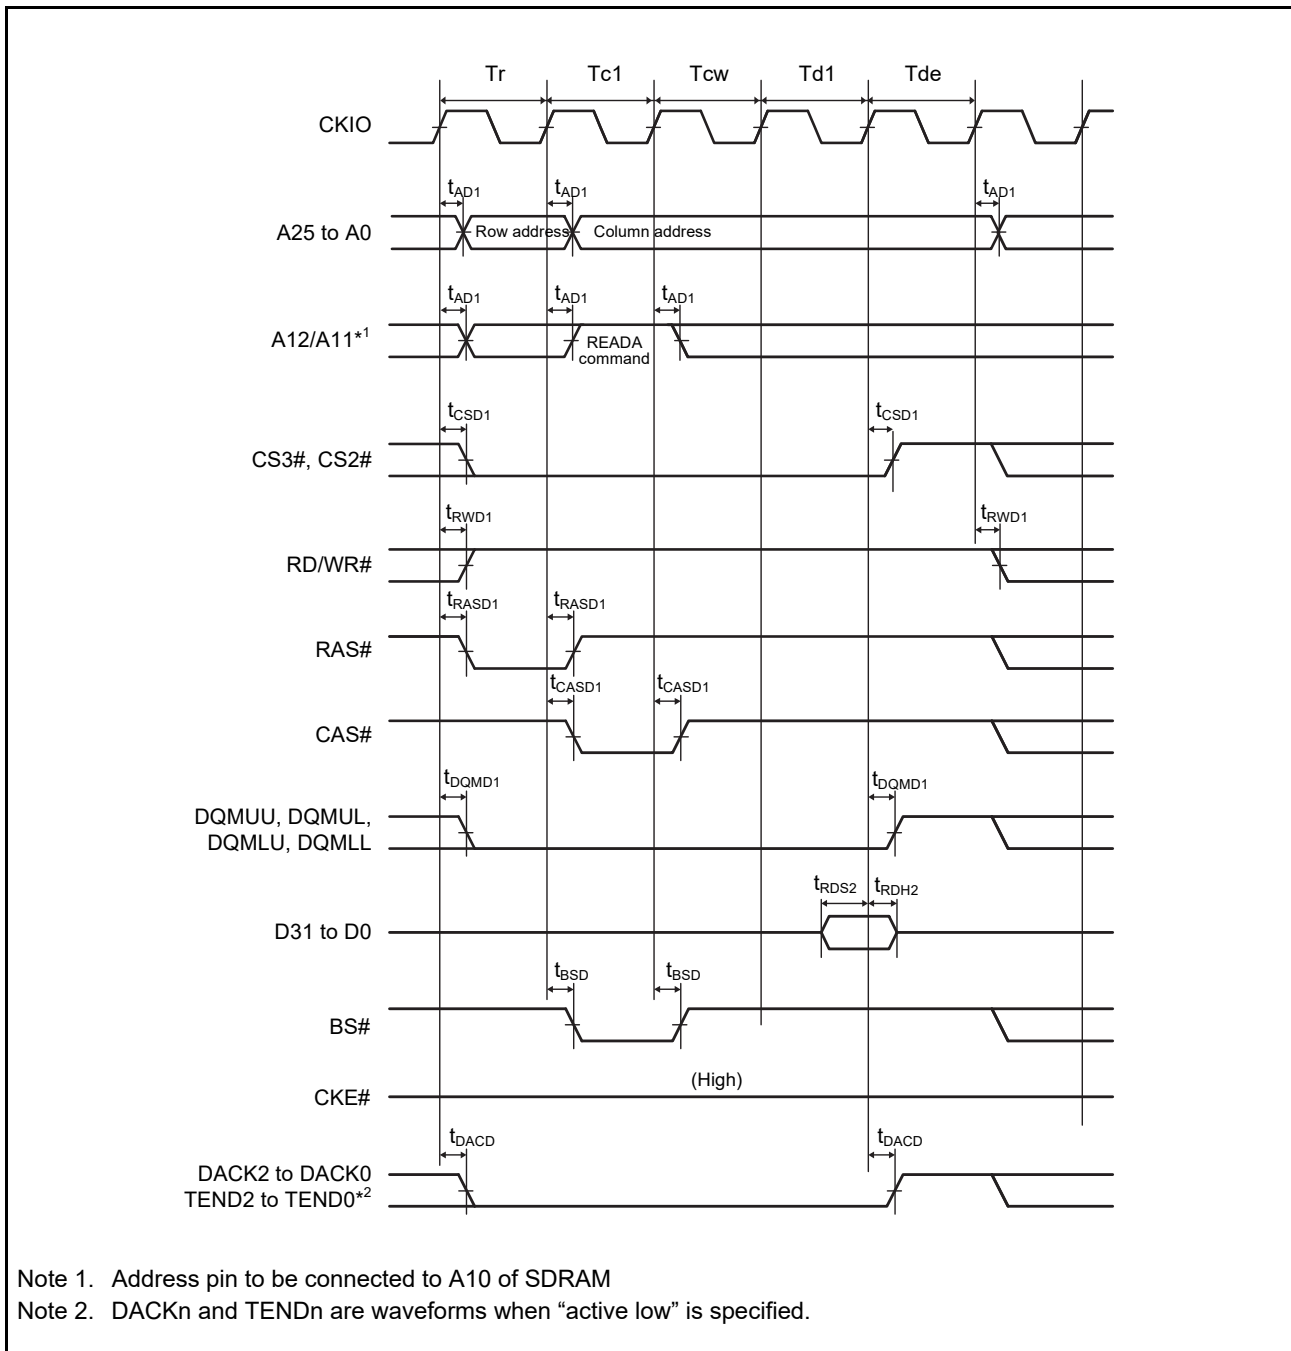 Tr Tc1 Tcw Td1 Tde
CKIO
tAD1 tAD1 tAD1
A25 to A0 Row address Column address
tAD1 tAD1 tAD1
A12/A11*1 READA
command
tCSD1 tCSD1
CS3#, CS2#
tRWD1 tRWD1
RD/WR#
tRASD1 tRASD1
RAS#
tCASD1 tCASD1
CAS#
tDQMD1 tDQMD1
DQMUU, DQMUL,
DQMLU, DQMLL
tRDS2 tRDH2
D31 to D0
tBSD tBSD
BS#
(High)
CKE#
tDACD tDACD
DACK2 to DACK0
TEND2 to TEND0*2
Note 1. Address pin to be connected to A10 of SDRAM
Note 2. DACKn and TENDn are waveforms when “active low” is specified.